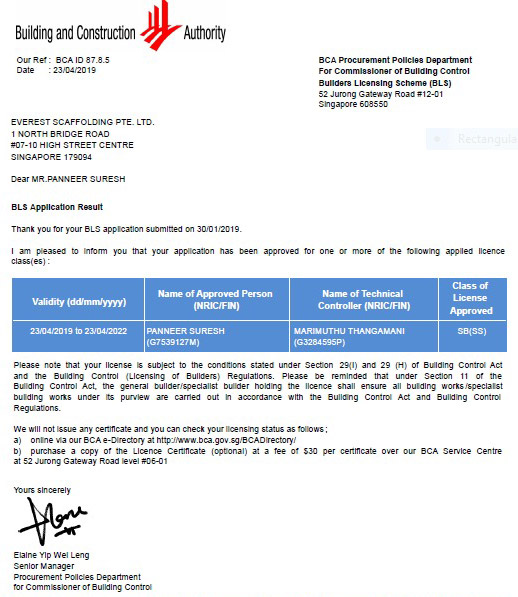 Building and Construction Authority
Our Ref : BCA ID 87.8.5
Date : 23/04/2019
BCA Procurement Policies Department
For Commissioner of Building Control
Builders Licensing Scheme (BLS)
52 Jurong Gateway Road #12-01
Singapore 608550
EVEREST SCAFFOLDING PTE. LTD.
1 NORTH BRIDGE ROAD
#07-10 HIGH STREET CENTRE
SINGAPORE 179094
Rectangula
Dear MR.PANNEER SURESH
BLS Application Result
Thank you for your BLS application submitted on 30/01/2019.
I am pleased to inform you that your application has been approved for one or more of the following applied licence
class(es) :
Validity (dd/mm/yyyy)
Name of Approved Person
(NRIC/FIN)
Name of Technical
Controller (NRIC/FIN)
Class of
License
Approved
23/04/2019 to 23/04/2022
PANNEER SURESH
(G7539127M)
MARIMUTHU THANGAMANI
(G3284595P)
SB(SS)
Please note that your license is subject to the conditions stated under Section 29(I) and 29 (H) of Building Control Act
and the Building Control (Licensing of Builders) Regulations. Please be reminded that under Section 11 of the
Building Control Act, the general builder/specialist builder holding the licence shall ensure all building works/specialist
building works under its purview are carried out in accordance with the Building Control Act and Building Control
Regulations.
We will not issue any certificate and you can check your licensing status as follows ;
a) online via our BCA e-Directory at http://www.bca.gov.sg/BCADirectory/
b) purchase a copy of the Licence Certificate (optional) at a fee of $30 per certificate over our BCA Service Centre
at 52 Jurong Gateway Road level #06-01
Yours sincerely
Elaine Yip Wei Leng
Senior Manager
Procurement Policies Department
for Commissioner of Building Control